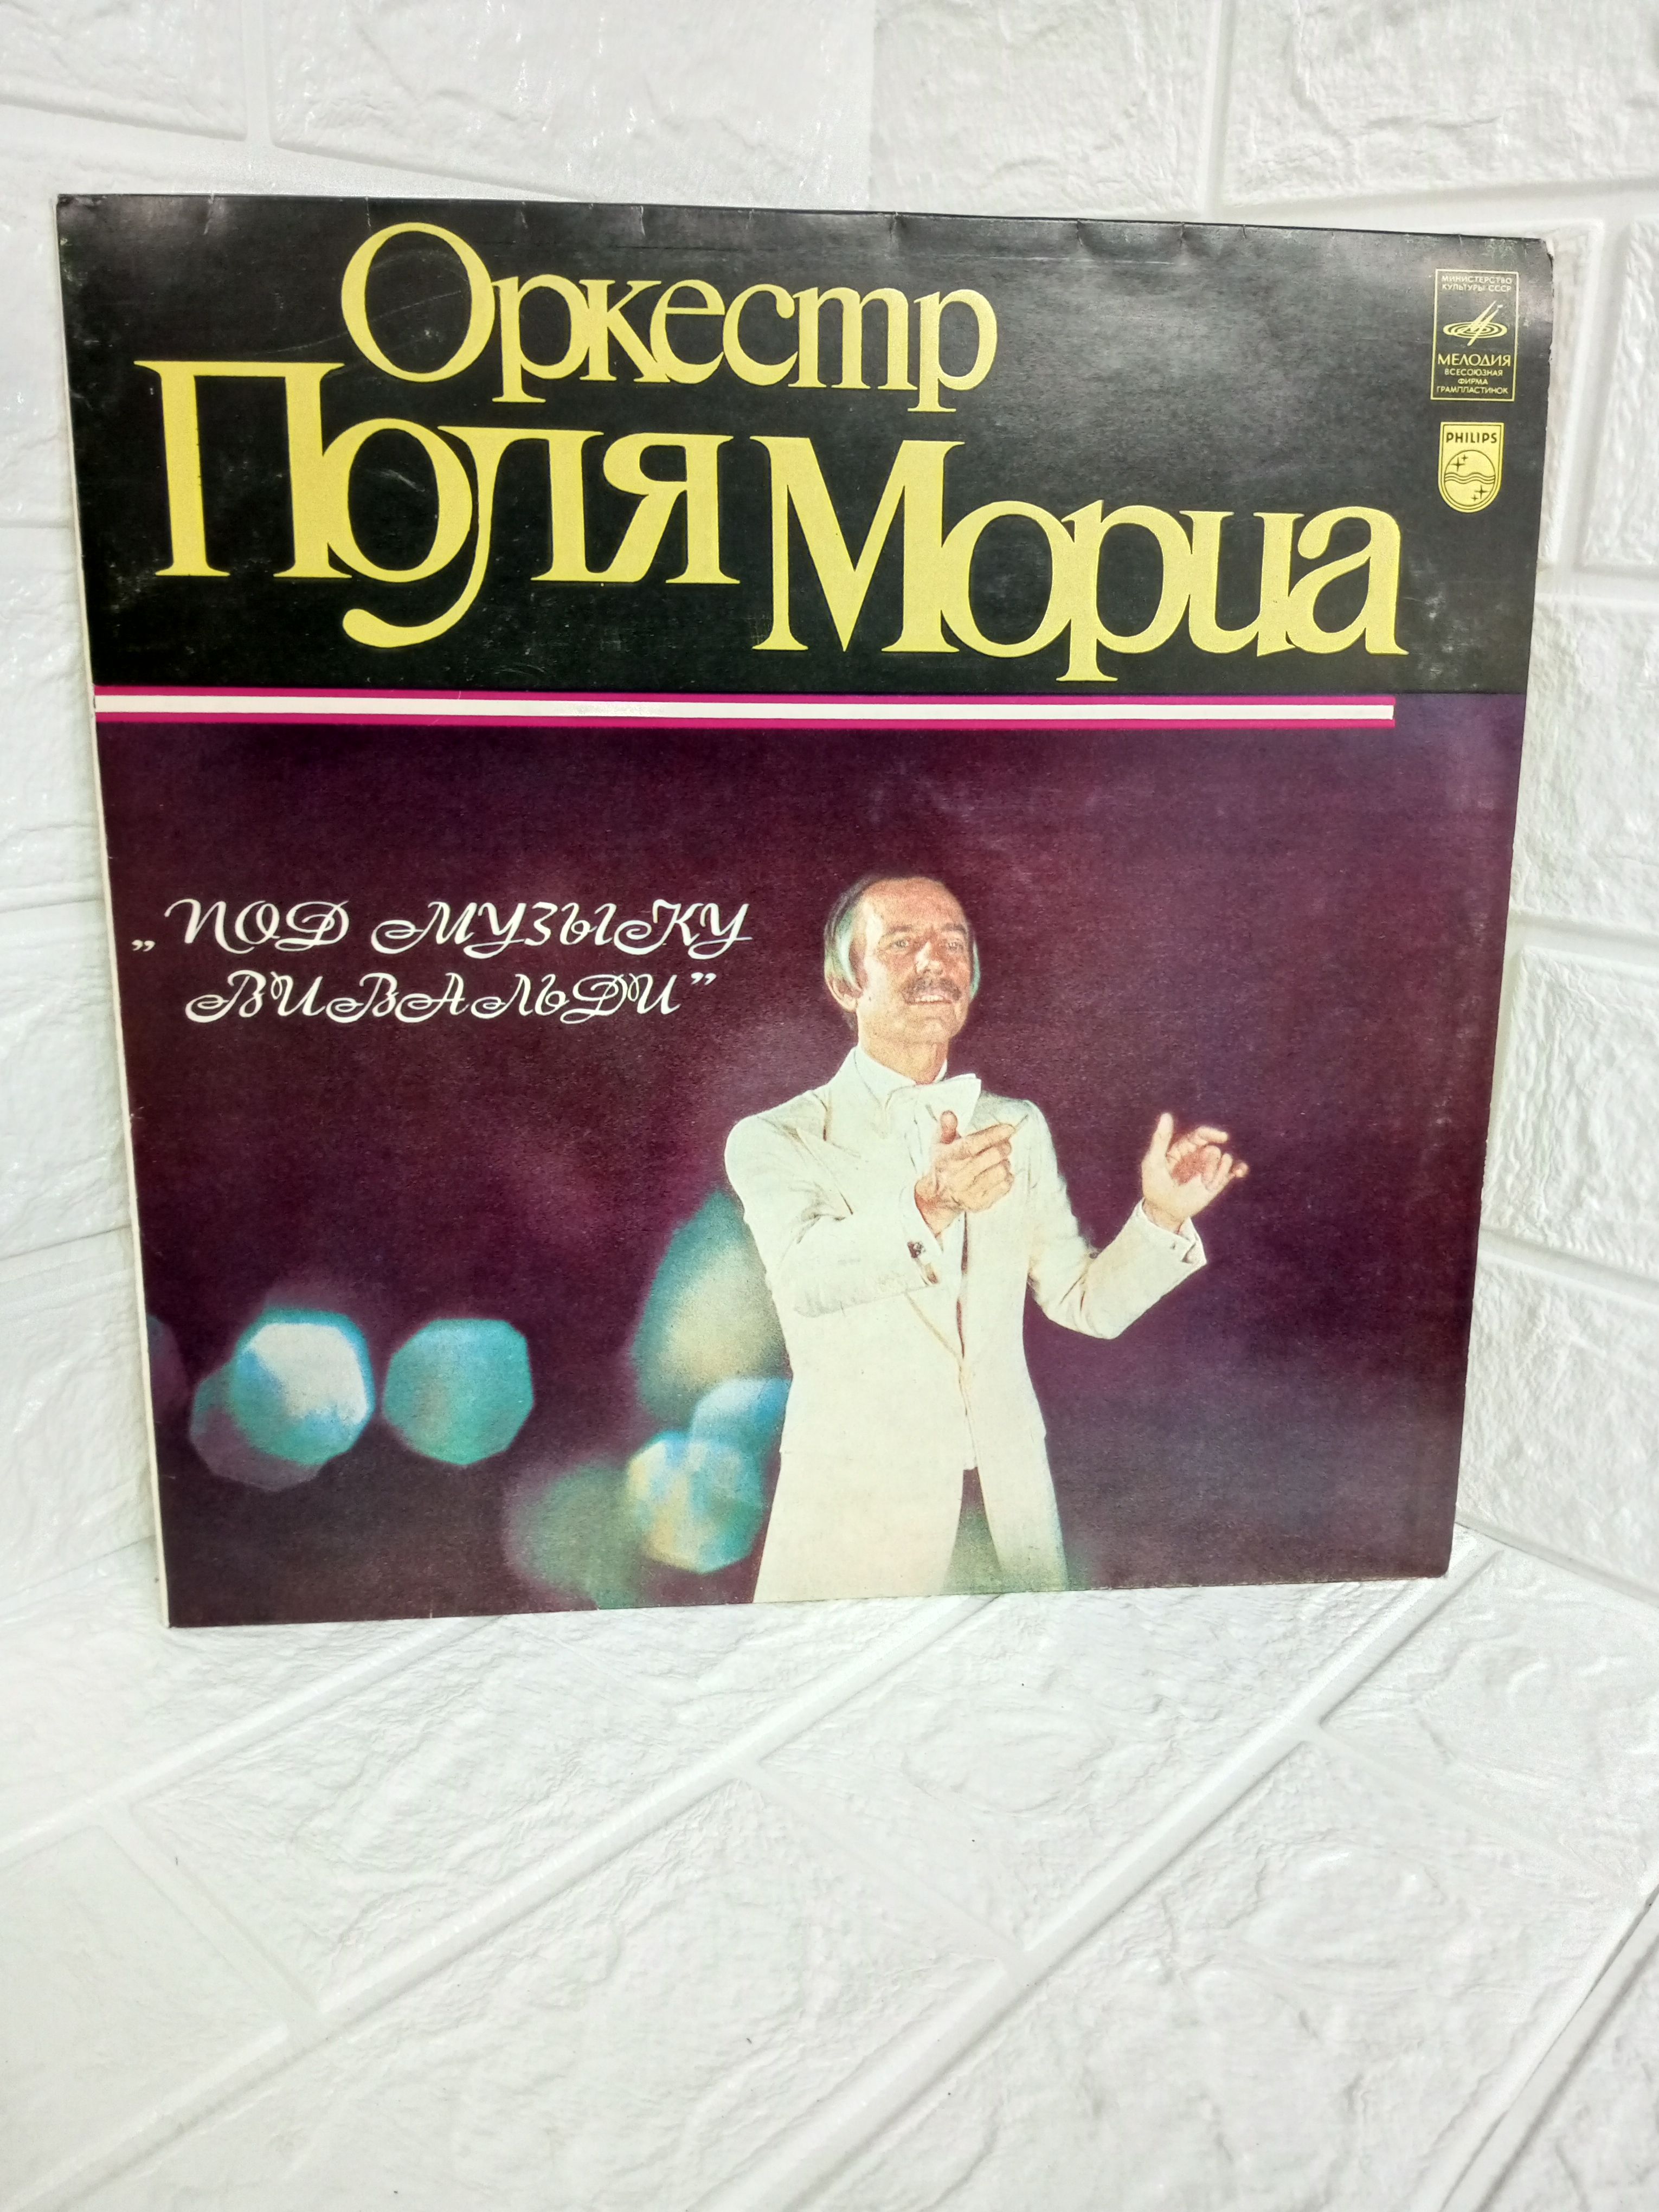 Оркестр
Поля Мориа
МИНИСТЕРСТВО
КУЛЬТУРЫ СССР
МЕЛОДИЯ
ВСЕСОЮЗНАЯ
ФИРМА
ГРАМПЛАСТИНОК
PHILIPS
„ПОД МУЗЫКУ
ВИВАЛЬДИ”